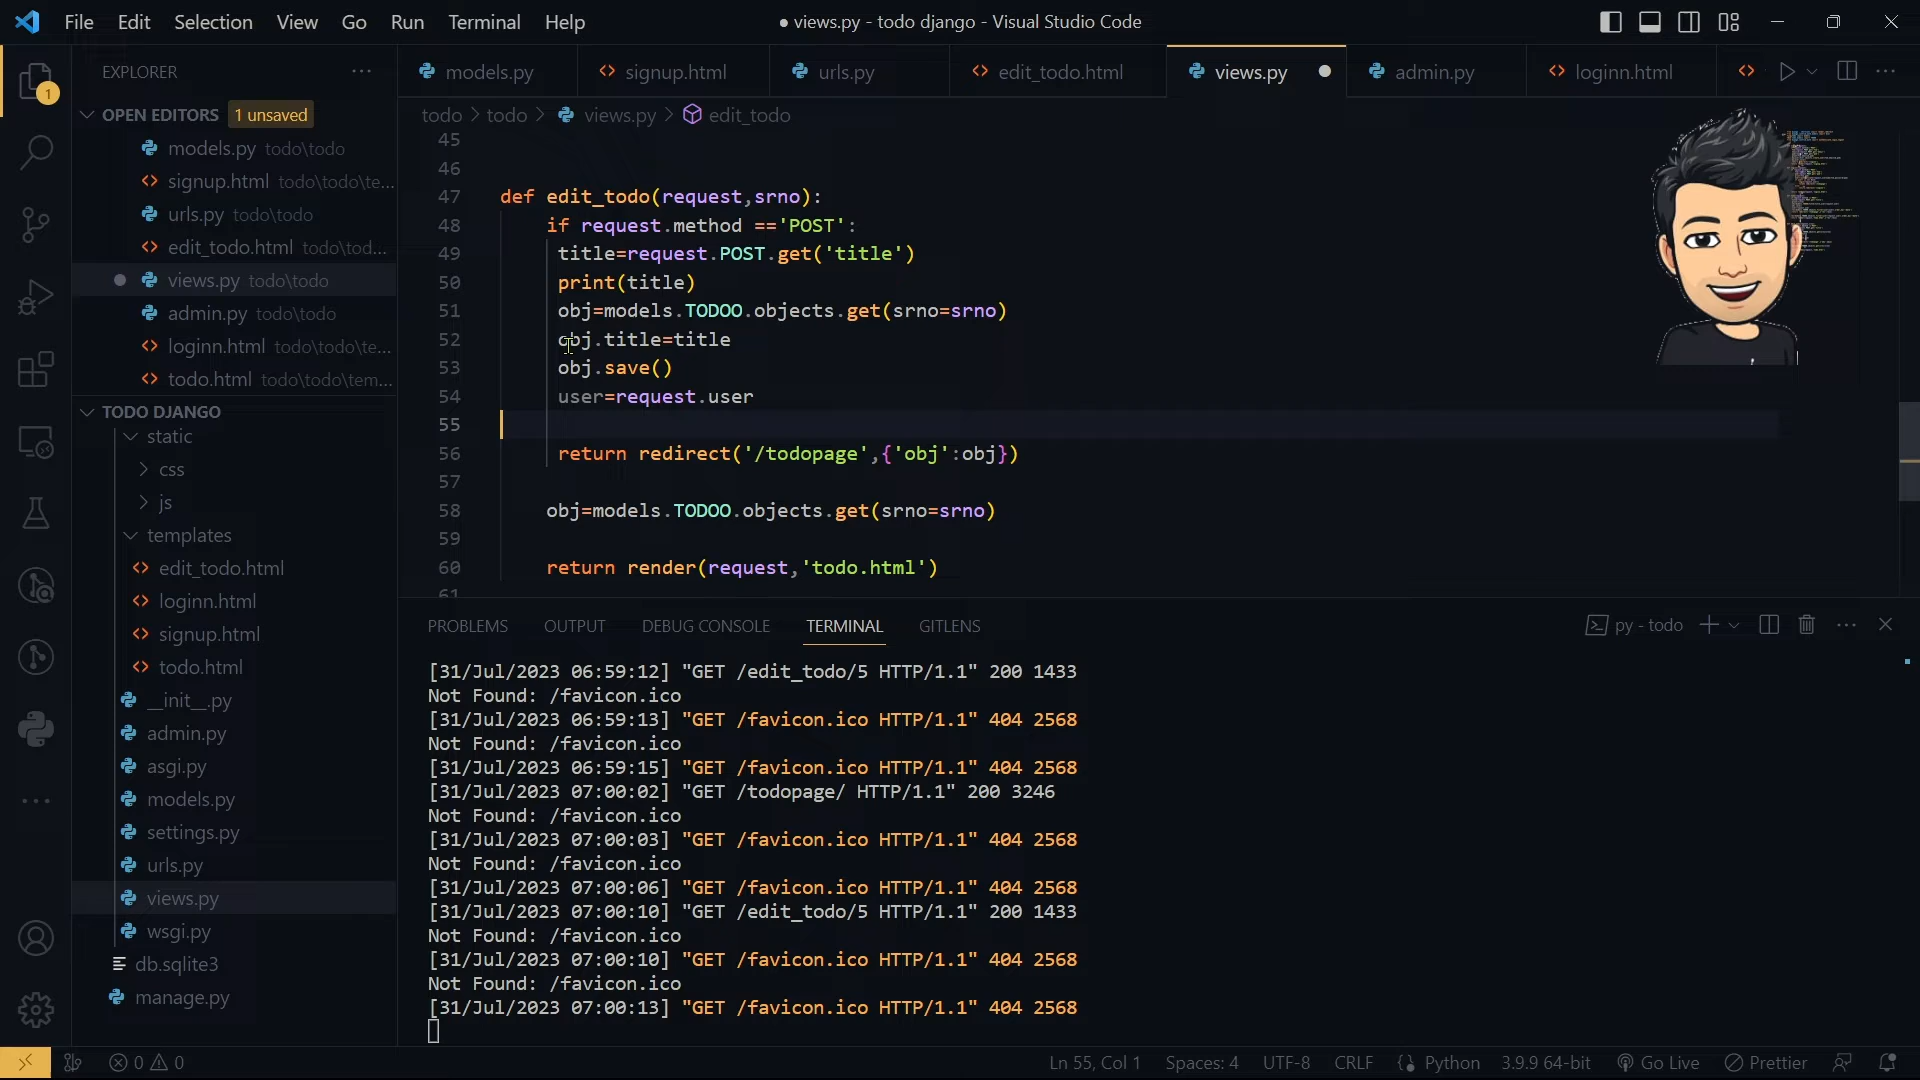 File Edit Selection View Go Run Terminal Help
● views.py - todo django - Visual Studio Code
EXPLORER
1
OPEN EDITORS 1 unsaved
models.py todo\todo
signup.html todo\todo\te...
urls.py todo\todo
edit_todo.html todo\tod...
views.py todo\todo
admin.py todo\todo
loginn.html todo\todo\te...
todo.html todo\todo\tem...
TODO DJANGO
static
css
js
templates
edit_todo.html
loginn.html
signup.html
todo.html
__init__.py
admin.py
asgi.py
models.py
settings.py
urls.py
views.py
wsgi.py
db.sqlite3
manage.py
models.py signup.html urls.py edit_todo.html views.py admin.py loginn.html
todo > todo > views.py > edit_todo
45
46
47 def edit_todo(request,srno):
48 if request.method =='POST':
49 title=request.POST.get('title')
50 print(title)
51 obj=models.TODOO.objects.get(srno=srno)
52 obj.title=title
53 obj.save()
54 user=request.user
55
56 return redirect('/todopage',{'obj':obj})
57
58 obj=models.TODOO.objects.get(srno=srno)
59
60 return render(request,'todo.html')
61
PROBLEMS OUTPUT DEBUG CONSOLE TERMINAL GITLENS
py - todo
[31/Jul/2023 06:59:12] "GET /edit_todo/5 HTTP/1.1" 200 1433
Not Found: /favicon.ico
[31/Jul/2023 06:59:13] "GET /favicon.ico HTTP/1.1" 404 2568
Not Found: /favicon.ico
[31/Jul/2023 06:59:15] "GET /favicon.ico HTTP/1.1" 404 2568
[31/Jul/2023 07:00:02] "GET /todopage/ HTTP/1.1" 200 3246
Not Found: /favicon.ico
[31/Jul/2023 07:00:03] "GET /favicon.ico HTTP/1.1" 404 2568
Not Found: /favicon.ico
[31/Jul/2023 07:00:06] "GET /favicon.ico HTTP/1.1" 404 2568
[31/Jul/2023 07:00:10] "GET /edit_todo/5 HTTP/1.1" 200 1433
Not Found: /favicon.ico
[31/Jul/2023 07:00:10] "GET /favicon.ico HTTP/1.1" 404 2568
Not Found: /favicon.ico
[31/Jul/2023 07:00:13] "GET /favicon.ico HTTP/1.1" 404 2568
0 0
Ln 55, Col 1 Spaces: 4 UTF-8 CRLF Python 3.9.9 64-bit Go Live Prettier